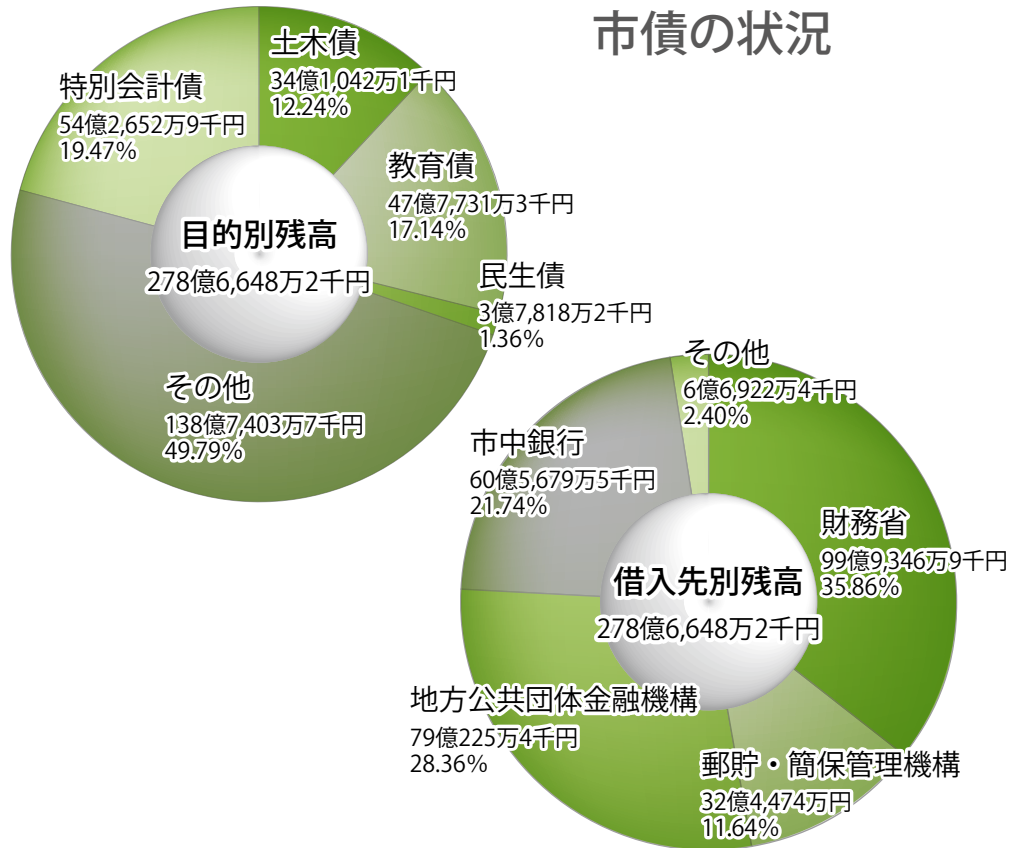 市債の状況
土木債
34億1,042万1千円
12.24%
特別会計債
54億2,652万9千円
19.47%
教育債
47億7,731万3千円
17.14%
目的別残高
278億6,648万2千円
民生債
3億7,818万2千円
1.36%
その他
138億7,403万7千円
49.79%
その他
6億6,922万4千円
2.40%
市中銀行
60億5,679万5千円
21.74%
財務省
99億9,346万9千円
35.86%
借入先別残高
278億6,648万2千円
地方公共団体金融機構
79億225万4千円
28.36%
郵貯・簡保管理機構
32億4,474万円
11.64%